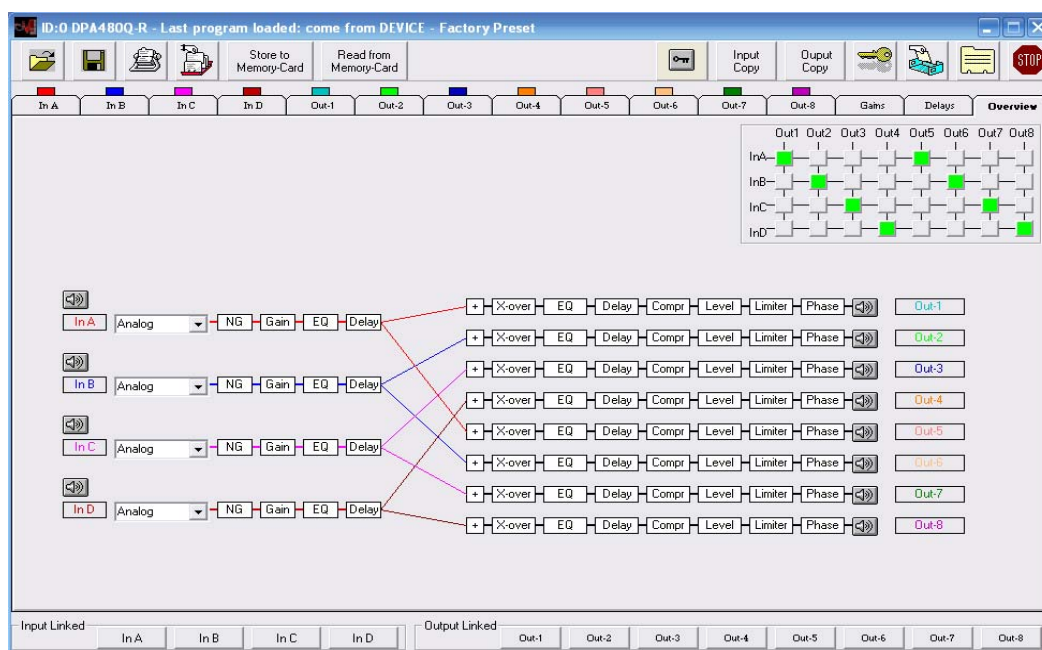 ID:0 DPA480Q-R - Last program loaded: come from DEVICE - Factory Preset
Store to Memory-Card
Read from Memory-Card
Input Copy
Ouput Copy
STOP
In A In B In C In D Out-1 Out-2 Out-3 Out-4 Out-5 Out-6 Out-7 Out-8 Gains Delays Overview
Out1 Out2 Out3 Out4 Out5 Out6 Out7 Out8
InA
InB
InC
InD
In A Analog NG Gain EQ Delay
In B Analog NG Gain EQ Delay
In C Analog NG Gain EQ Delay
In D Analog NG Gain EQ Delay
+ X-over EQ Delay Compr Level Limiter Phase Out-1
+ X-over EQ Delay Compr Level Limiter Phase Out-2
+ X-over EQ Delay Compr Level Limiter Phase Out-3
+ X-over EQ Delay Compr Level Limiter Phase Out-4
+ X-over EQ Delay Compr Level Limiter Phase Out-5
+ X-over EQ Delay Compr Level Limiter Phase Out-6
+ X-over EQ Delay Compr Level Limiter Phase Out-7
+ X-over EQ Delay Compr Level Limiter Phase Out-8
Input Linked In A In B In C In D
Output Linked Out-1 Out-2 Out-3 Out-4 Out-5 Out-6 Out-7 Out-8